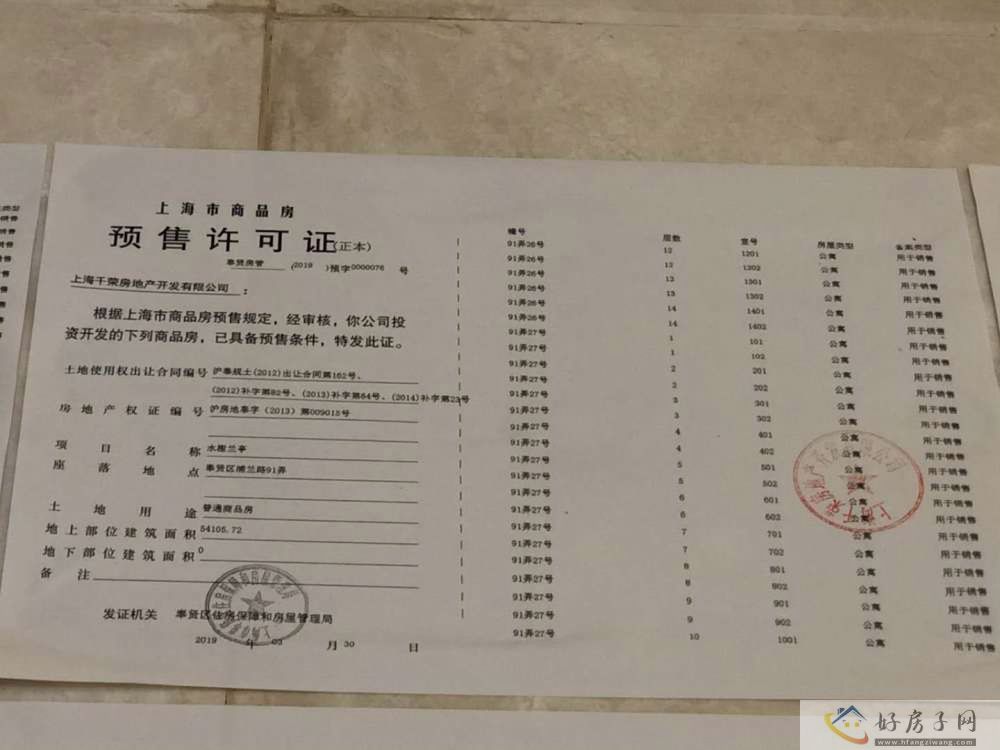 上海市商品房
预售许可证(正本)
奉贤房管(2019)预字0000076号
上海千荣房地产开发有限公司:
根据上海市商品房预售规定,经审核,你公司投
资开发的下列商品房,已具备预售条件,特发此证。
土地使用权出让合同编号 沪奉规土(2012)出让合同第162号、
(2012)补字第82号、(2013)补字第64号、(2014)补字第23号
房地产权证编号 沪房地奉字(2013)第009015号
项目名称 水榭兰亭
座落地点 奉贤区浦兰路91弄
土地用途 普通商品房
地上部位建筑面积 54105.72
地下部位建筑面积 0
备注
发证机关 奉贤区住房保障和房屋管理局
2019年03月30日
幢号 层数 室号 房屋类型 备案类型
91弄26号 12 1201 公寓 用于销售
91弄26号 12 1202 公寓 用于销售
91弄26号 13 1301 公寓 用于销售
91弄26号 13 1302 公寓 用于销售
91弄26号 14 1401 公寓 用于销售
91弄26号 14 1402 公寓 用于销售
91弄27号 1 101 公寓 用于销售
91弄27号 1 102 公寓 用于销售
91弄27号 2 201 公寓 用于销售
91弄27号 2 202 公寓 用于销售
91弄27号 3 301 公寓 用于销售
91弄27号 3 302 公寓 用于销售
91弄27号 4 401 公寓 用于销售
91弄27号 4 402 公寓 用于销售
91弄27号 5 501 公寓 用于销售
91弄27号 5 502 公寓 用于销售
91弄27号 6 601 公寓 用于销售
91弄27号 6 602 公寓 用于销售
91弄27号 7 701 公寓 用于销售
91弄27号 7 702 公寓 用于销售
91弄27号 8 801 公寓 用于销售
91弄27号 8 802 公寓 用于销售
91弄27号 9 901 公寓 用于销售
91弄27号 9 902 公寓 用于销售
91弄27号 10 1001 公寓 用于销售
好房子网
www.hfangziwang.com